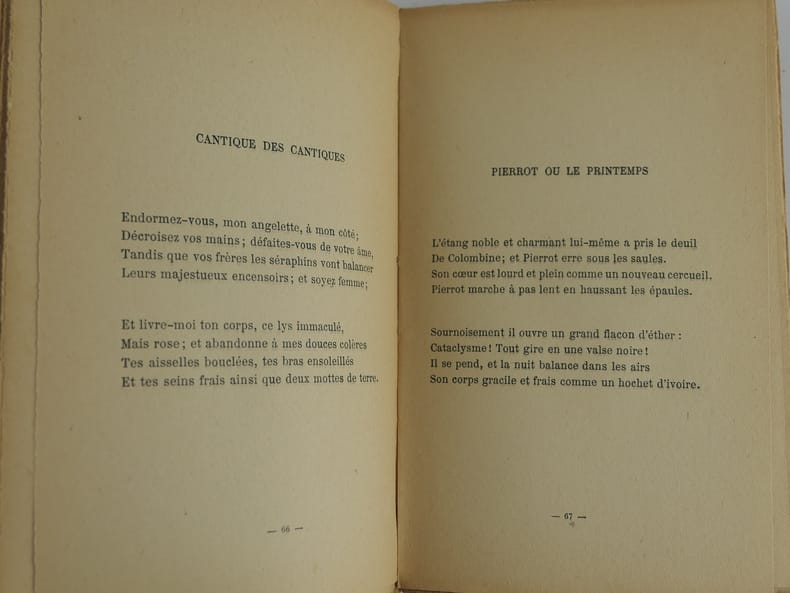 CANTIQUE DES CANTIQUES
Endormez-vous, mon angelette, à mon côté;
Décroisez vos mains; défaites-vous de votre âme,
Tandis que vos frères les séraphins vont balancer
Leurs majestueux encensoirs; et soyez femme;
Et livre-moi ton corps, ce lys immaculé,
Mais rose; et abandonne à mes douces colères
Tes aisselles bouclées, tes bras ensoleillés
Et tes seins frais ainsi que deux mottes de terre.
— 66 —
PIERROT OU LE PRINTEMPS
L'étang noble et charmant lui-même a pris le deuil
De Colombine; et Pierrot erre sous les saules.
Son cœur est lourd et plein comme un nouveau cercueil.
Pierrot marche à pas lent en haussant les épaules.
Sournoisement il ouvre un grand flacon d'éther :
Cataclysme! Tout gire en une valse noire!
Il se pend, et la nuit balance dans les airs
Son corps gracile et frais comme un hochet d'ivoire.
— 67 —